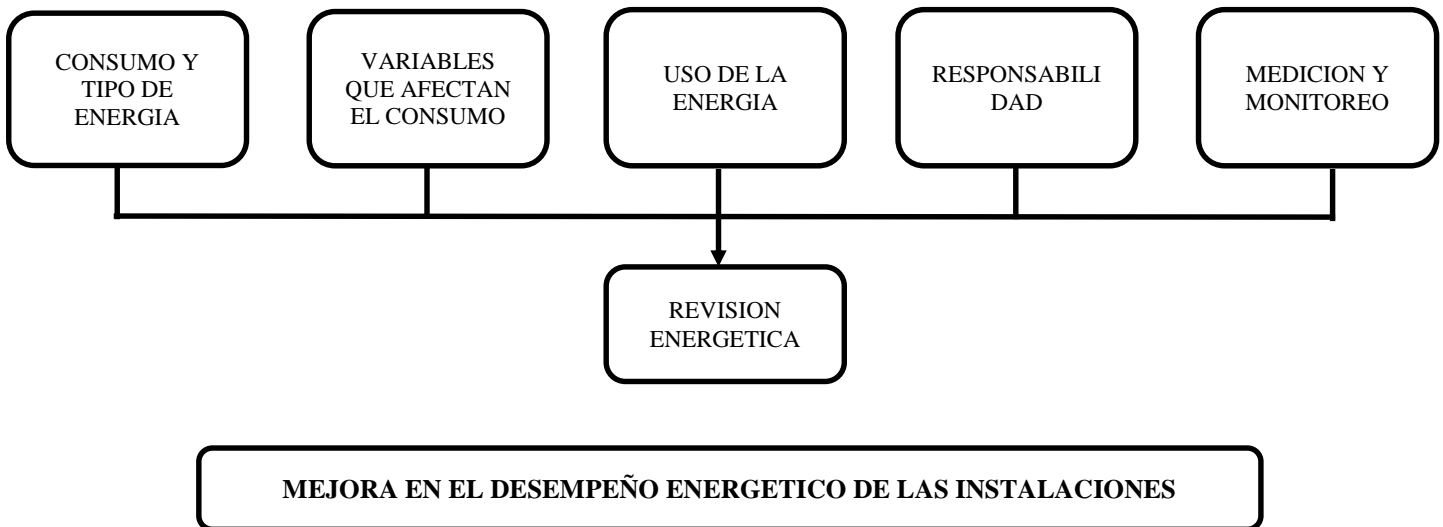 CONSUMO Y
TIPO DE
ENERGIA
VARIABLES
QUE AFECTAN
EL CONSUMO
USO DE LA
ENERGIA
RESPONSABILI
DAD
MEDICION Y
MONITOREO
REVISION
ENERGETICA
MEJORA EN EL DESEMPEÑO ENERGETICO DE LAS INSTALACIONES